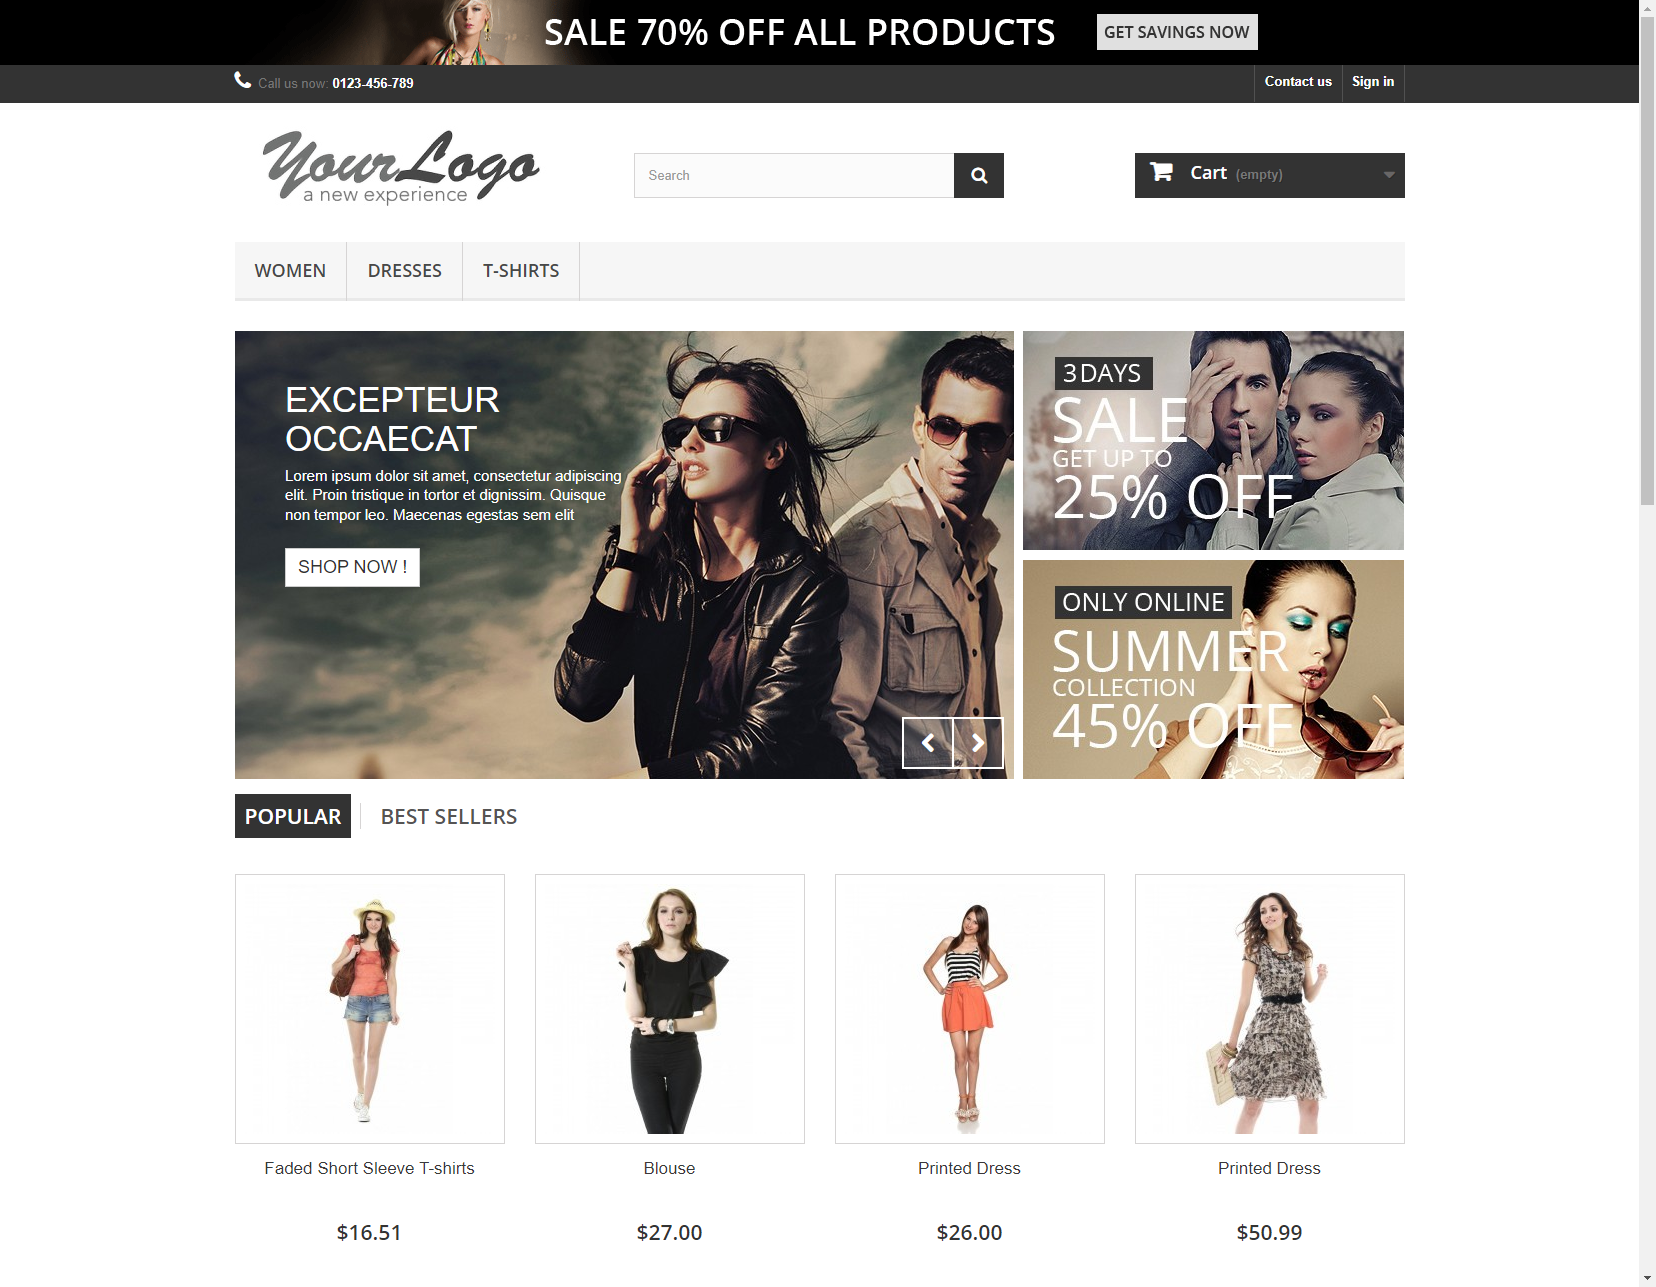 SALE 70% OFF ALL PRODUCTS
GET SAVINGS NOW
Call us now: 0123-456-789
Contact us
Sign in
YourLogo
a new experience
Search
Cart (empty)
WOMEN
DRESSES
T-SHIRTS
EXCEPTEUR
OCCAECAT
Lorem ipsum dolor sit amet, consectetur adipiscing
elit. Proin tristique in tortor et dignissim. Quisque
non tempor leo. Maecenas egestas sem elit
SHOP NOW !
3 DAYS
SALE
GET UP TO
25% OFF
ONLY ONLINE
SUMMER
COLLECTION
45% OFF
POPULAR
BEST SELLERS
Faded Short Sleeve T-shirts
$16.51
Blouse
$27.00
Printed Dress
$26.00
Printed Dress
$50.99